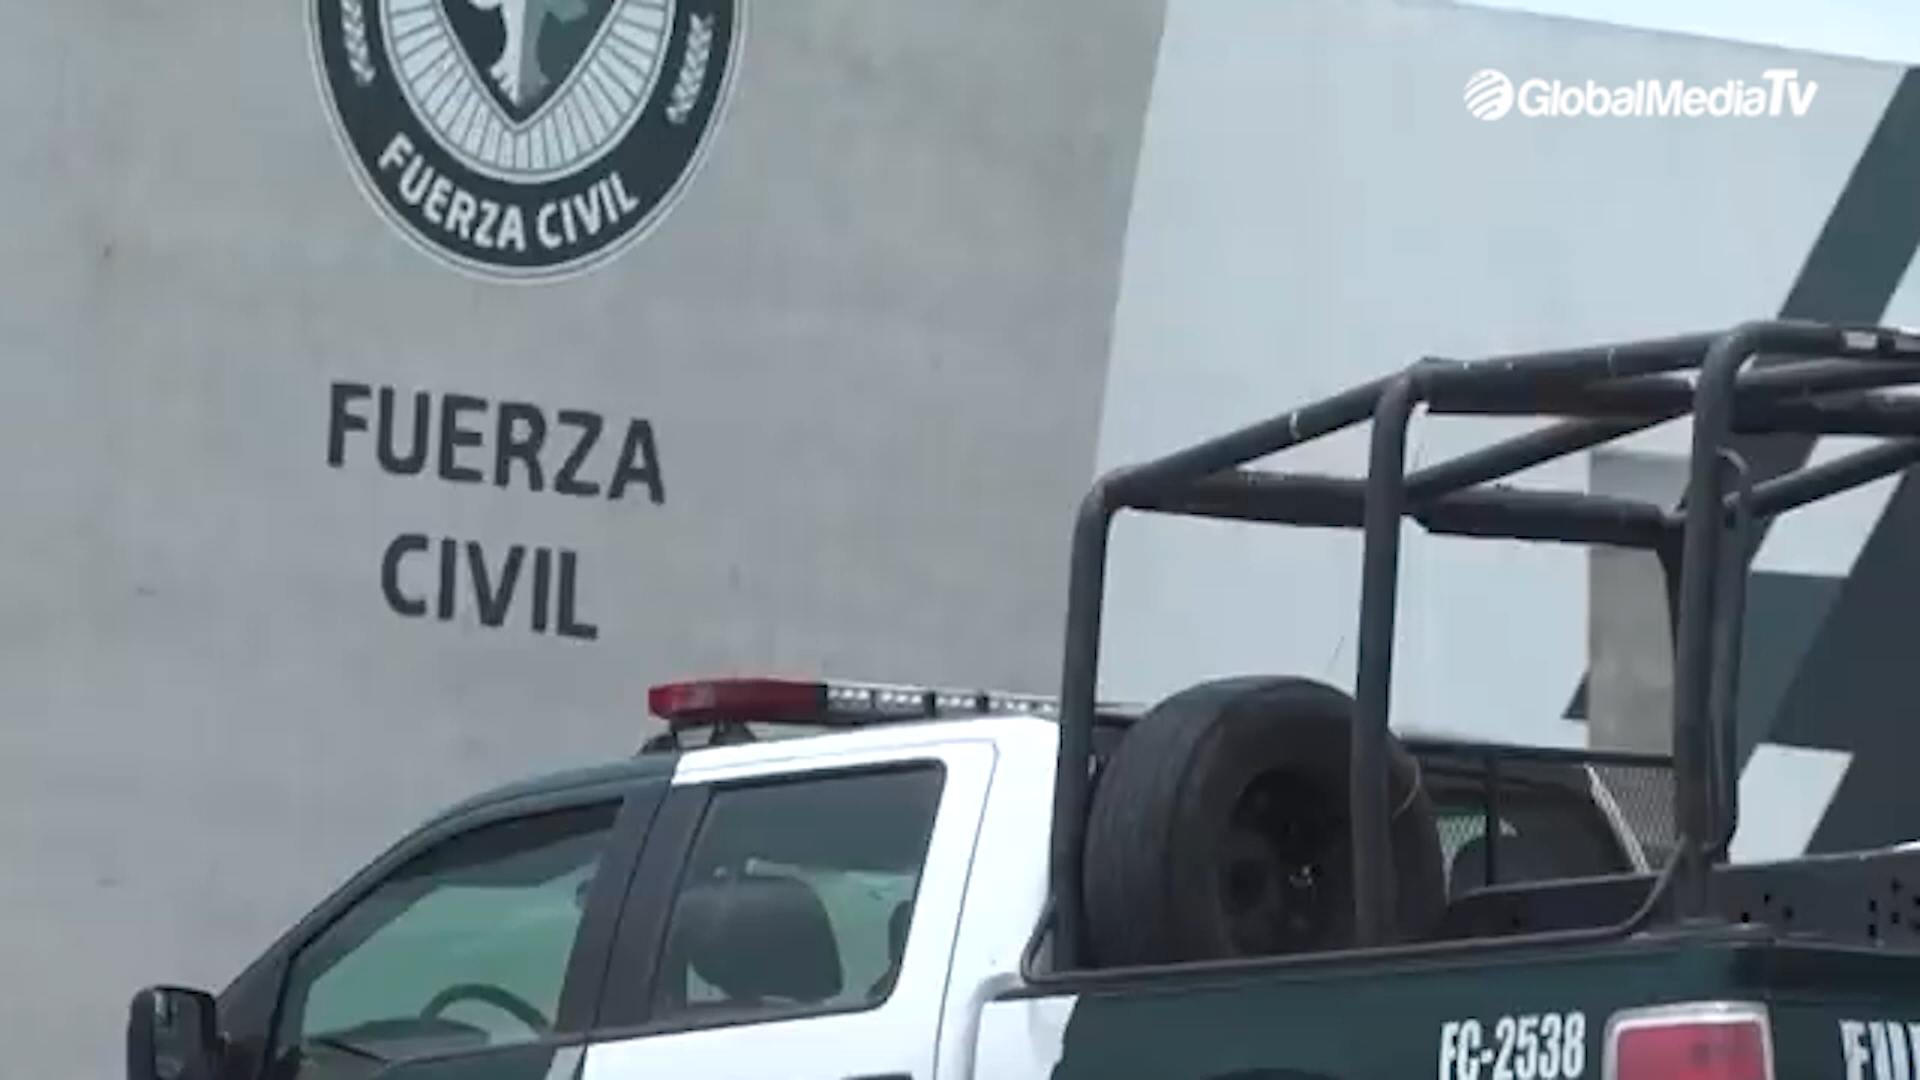 GlobalMediaTv
FUERZA CIVIL
FUERZA
CIVIL
FC-2538